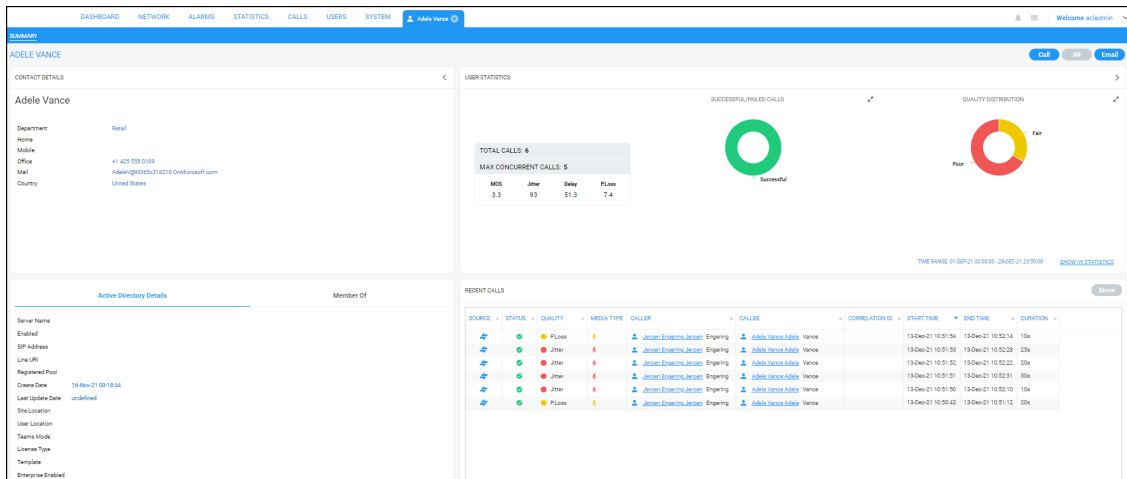 DASHBOARD NETWORK ALARMS STATISTICS CALLS USERS SYSTEM Adele Vance Welcome acladmin
SUMMARY
ADELE VANCE Call IM Email
CONTACT DETAILS
Adele Vance
Department Retail
Home
Mobile
Office +1 425 555 0109
Mail AdeleV@M365x318210.OnMicrosoft.com
Country United States
USER STATISTICS
SUCCESSFUL/FAILED CALLS
QUALITY DISTRIBUTION
TOTAL CALLS: 6
MAX CONCURRENT CALLS: 5
MOS Jitter Delay P.Loss
3.3 93 51.3 7.4
Successful
Fair
Poor
TIME RANGE: 01-SEP-21 00:00:00 - 28-DEC-21 23:59:00 SHOW IN STATISTICS
Active Directory Details Member Of
Server Name
Enabled
SIP Address
Line URI
Registered Pool
Create Date 16-Nov-21 09:18:44
Last Update Date undefined
Site Location
User Location
Teams Mode
License Type
Template
Enterprise Enabled
RECENT CALLS Show
SOURCE STATUS QUALITY MEDIA TYPE CALLER CALLEE CORRELATION ID START TIME END TIME DURATION
P.Loss Jeroen Engering Jeroen Engering Adele Vance Adele Vance 13-Dec-21 10:51:54 13-Dec-21 10:52:14 10s
Jitter Jeroen Engering Jeroen Engering Adele Vance Adele Vance 13-Dec-21 10:51:53 13-Dec-21 10:52:28 25s
Jitter Jeroen Engering Jeroen Engering Adele Vance Adele Vance 13-Dec-21 10:51:52 13-Dec-21 10:52:22 20s
Jitter Jeroen Engering Jeroen Engering Adele Vance Adele Vance 13-Dec-21 10:51:51 13-Dec-21 10:52:31 30s
Jitter Jeroen Engering Jeroen Engering Adele Vance Adele Vance 13-Dec-21 10:51:50 13-Dec-21 10:52:10 10s
P.Loss Jeroen Engering Jeroen Engering Adele Vance Adele Vance 13-Dec-21 10:50:42 13-Dec-21 10:51:12 20s